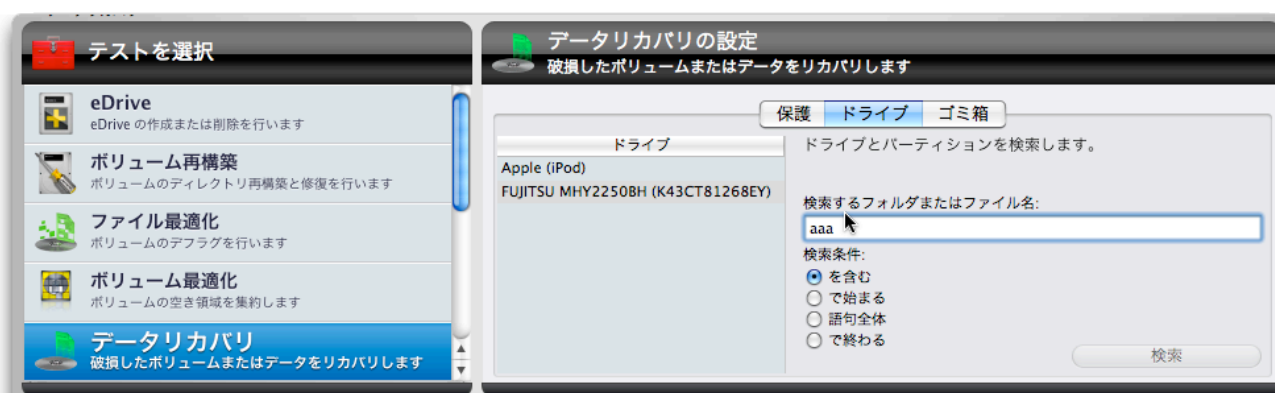 テストを選択
eDrive
eDrive の作成または削除を行います
ボリューム再構築
ボリュームのディレクトリ再構築と修復を行います
ファイル最適化
ボリュームのデフラグを行います
ボリューム最適化
ボリュームの空き領域を集約します
データリカバリ
破損したボリュームまたはデータをリカバリします
データリカバリの設定
破損したボリュームまたはデータをリカバリします
保護 ドライブ ゴミ箱
ドライブ
Apple (iPod)
FUJITSU MHY2250BH (K43CT81268EY)
ドライブとパーティションを検索します。
検索するフォルダまたはファイル名:
aaa
検索条件:
を含む
で始まる
語句全体
で終わる
検索